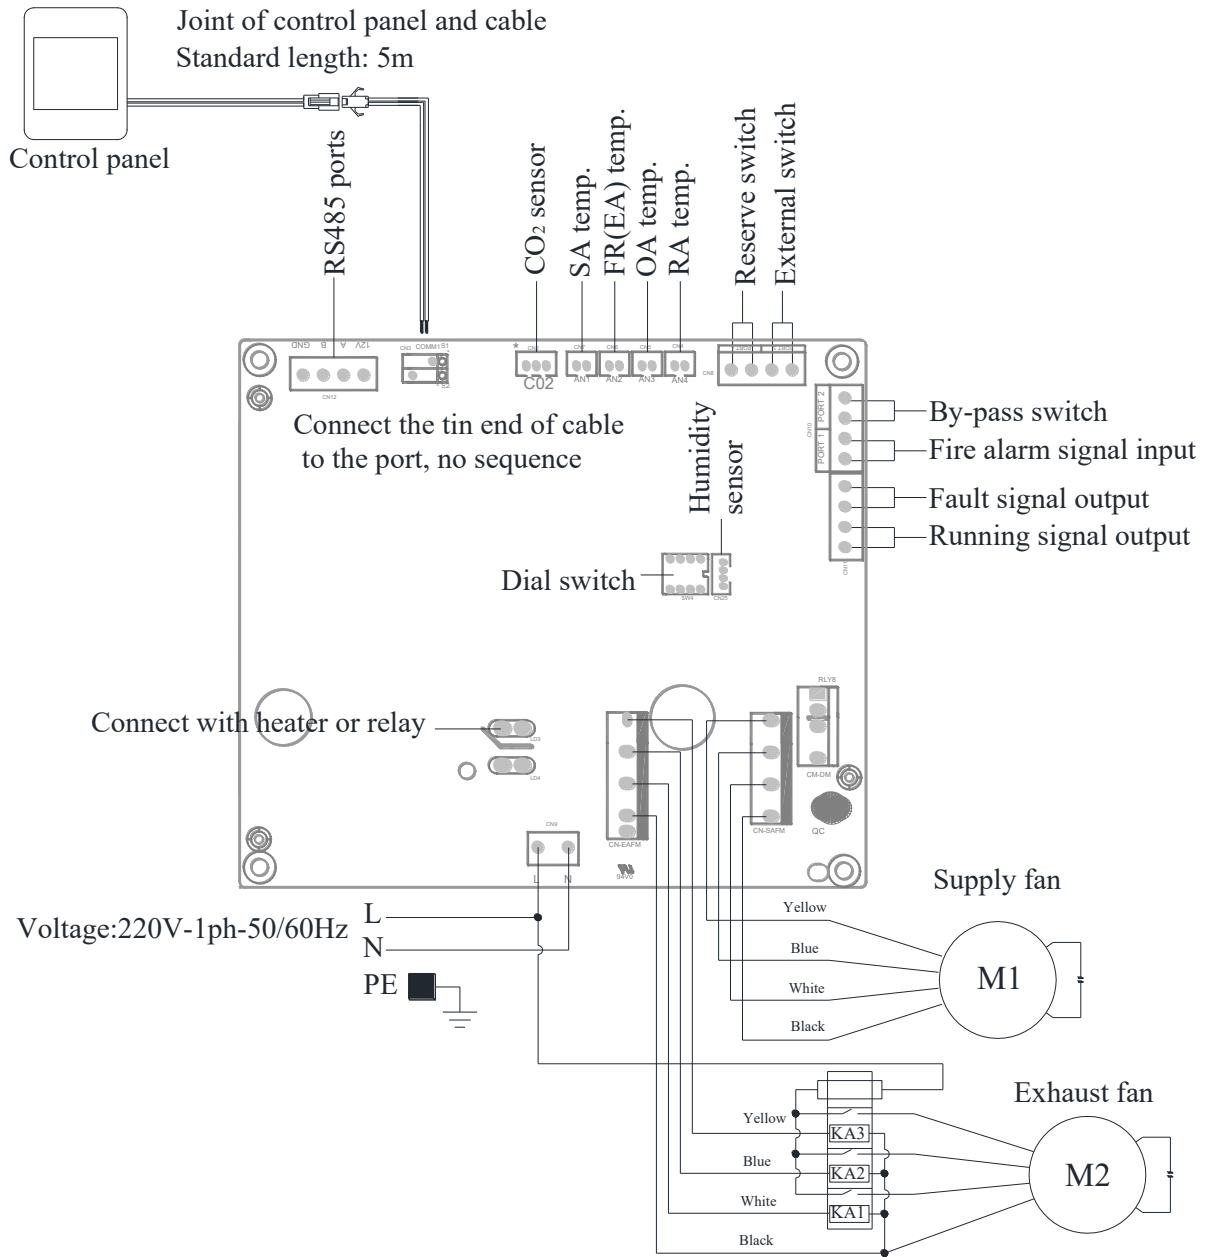 Joint of control panel and cable
Standard length: 5m
Control panel
RS485 ports
CO₂ sensor
SA temp.
FR(EA) temp.
OA temp.
RA temp.
Reserve switch
External switch
GND B A 12V
CN12
CN3 COMM1 S1
S2
*
C02
AN1
AN2
AN3
AN4
CN8
PORT 2
PORT 1
CN10
By-pass switch
Fire alarm signal input
Fault signal output
Running signal output
Connect the tin end of cable
to the port, no sequence
Humidity
sensor
Dial switch
SW4
CN25
RLY8
Connect with heater or relay
LD3
LD4
CM-DM
QC
CN9
CN-EAFM
CN-SAFM
94V0
L N
Voltage:220V-1ph-50/60Hz
L
N
PE
Supply fan
Yellow
Blue
White
Black
M1
Exhaust fan
Yellow
Blue
White
Black
KA3
KA2
KA1
M2